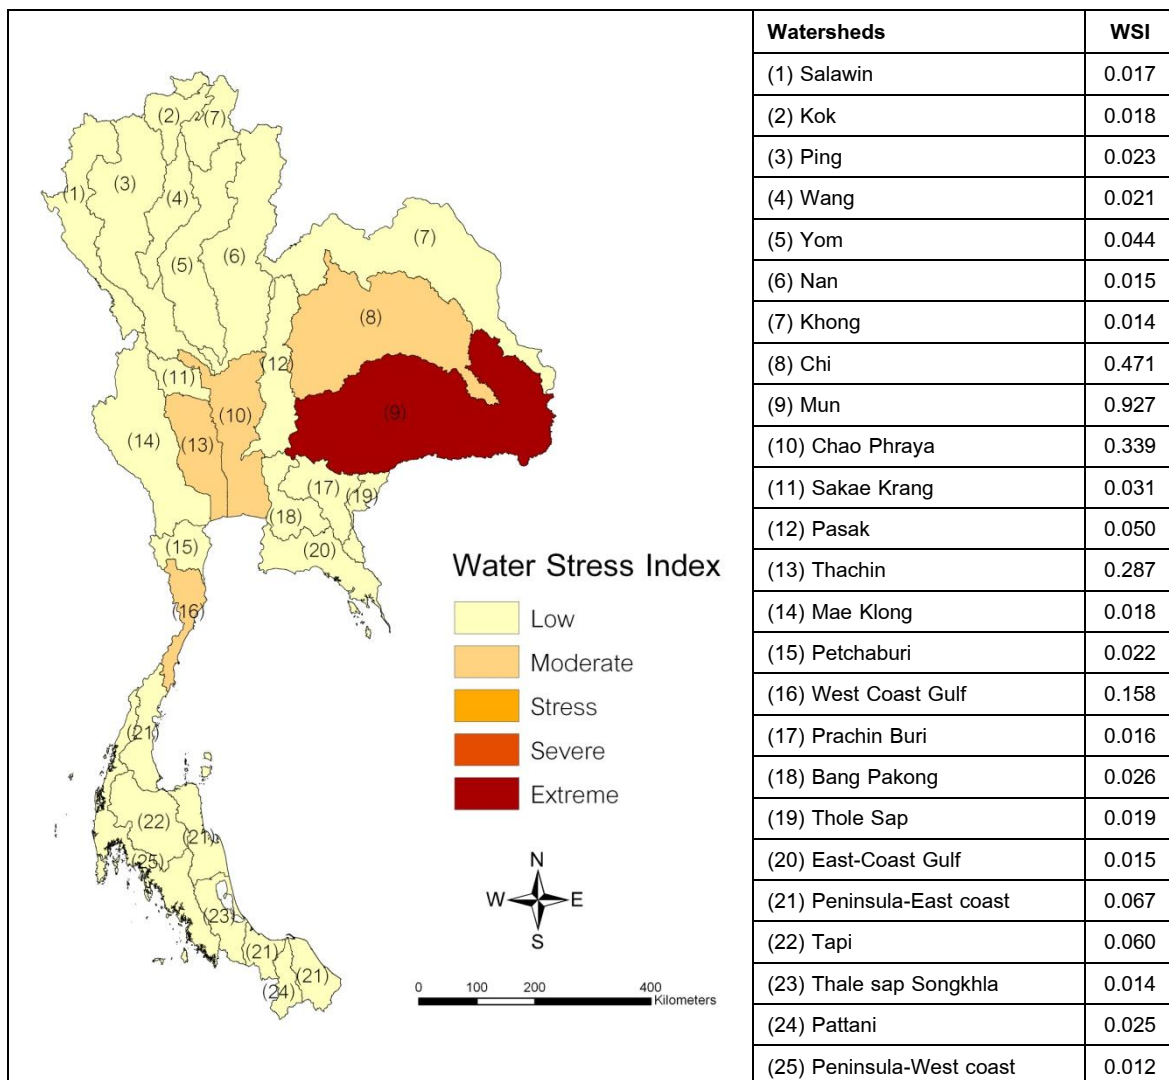 (2)
(7)
(1)
(3)
(4)
(5)
(6)
(7)
(8)
(12)
(11)
(10)
(9)
(13)
(14)
(17)
(19)
(18)
(15)
(20)
(16)
(21)
(22)
(21)
(25)
(23)
(21)
(21)
(24)
Water Stress Index
Low
Moderate
Stress
Severe
Extreme
N
W E
S
0 100 200 400
Kilometers
Watersheds WSI
(1) Salawin 0.017
(2) Kok 0.018
(3) Ping 0.023
(4) Wang 0.021
(5) Yom 0.044
(6) Nan 0.015
(7) Khong 0.014
(8) Chi 0.471
(9) Mun 0.927
(10) Chao Phraya 0.339
(11) Sakae Krang 0.031
(12) Pasak 0.050
(13) Thachin 0.287
(14) Mae Klong 0.018
(15) Petchaburi 0.022
(16) West Coast Gulf 0.158
(17) Prachin Buri 0.016
(18) Bang Pakong 0.026
(19) Thole Sap 0.019
(20) East-Coast Gulf 0.015
(21) Peninsula-East coast 0.067
(22) Tapi 0.060
(23) Thale sap Songkhla 0.014
(24) Pattani 0.025
(25) Peninsula-West coast 0.012